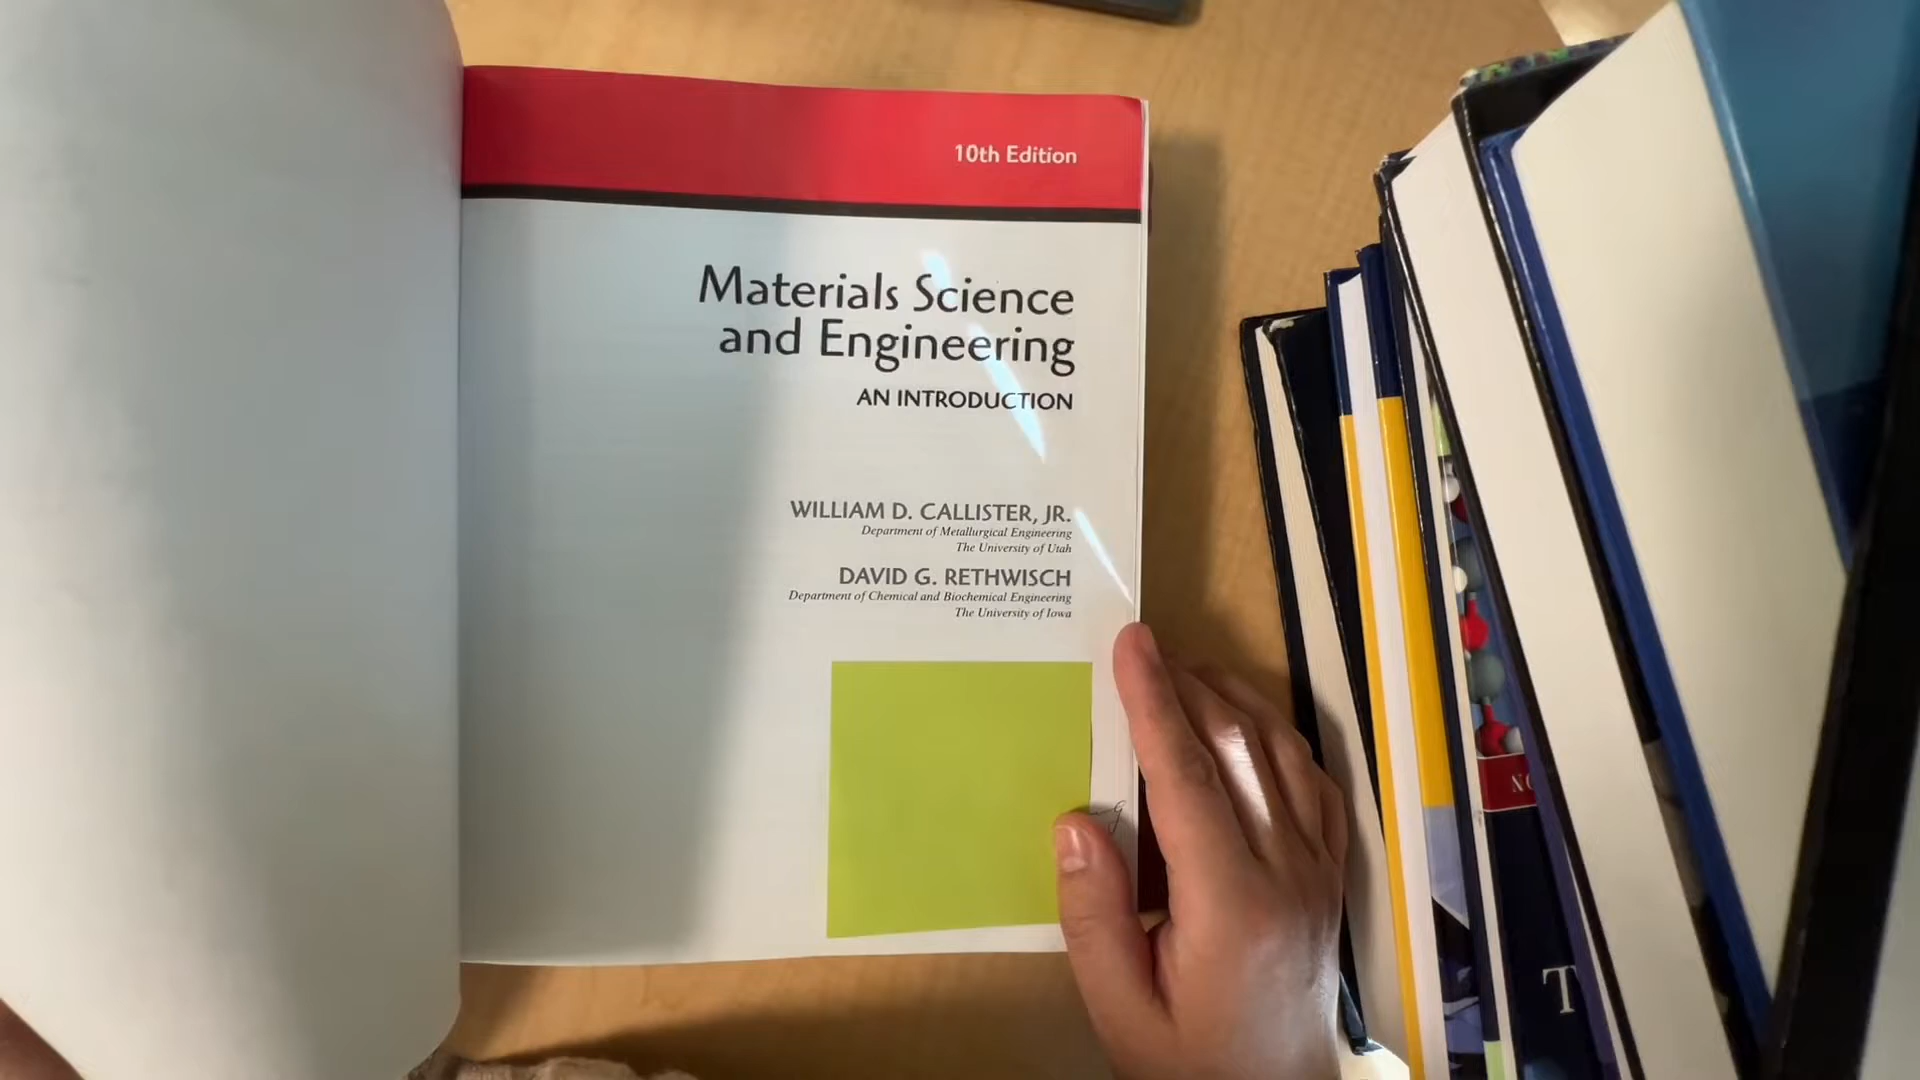 10th Edition
Materials Science
and Engineering
AN INTRODUCTION
WILLIAM D. CALLISTER, JR.
Department of Metallurgical Engineering
The University of Utah
DAVID G. RETHWISCH
Department of Chemical and Biochemical Engineering
The University of Iowa